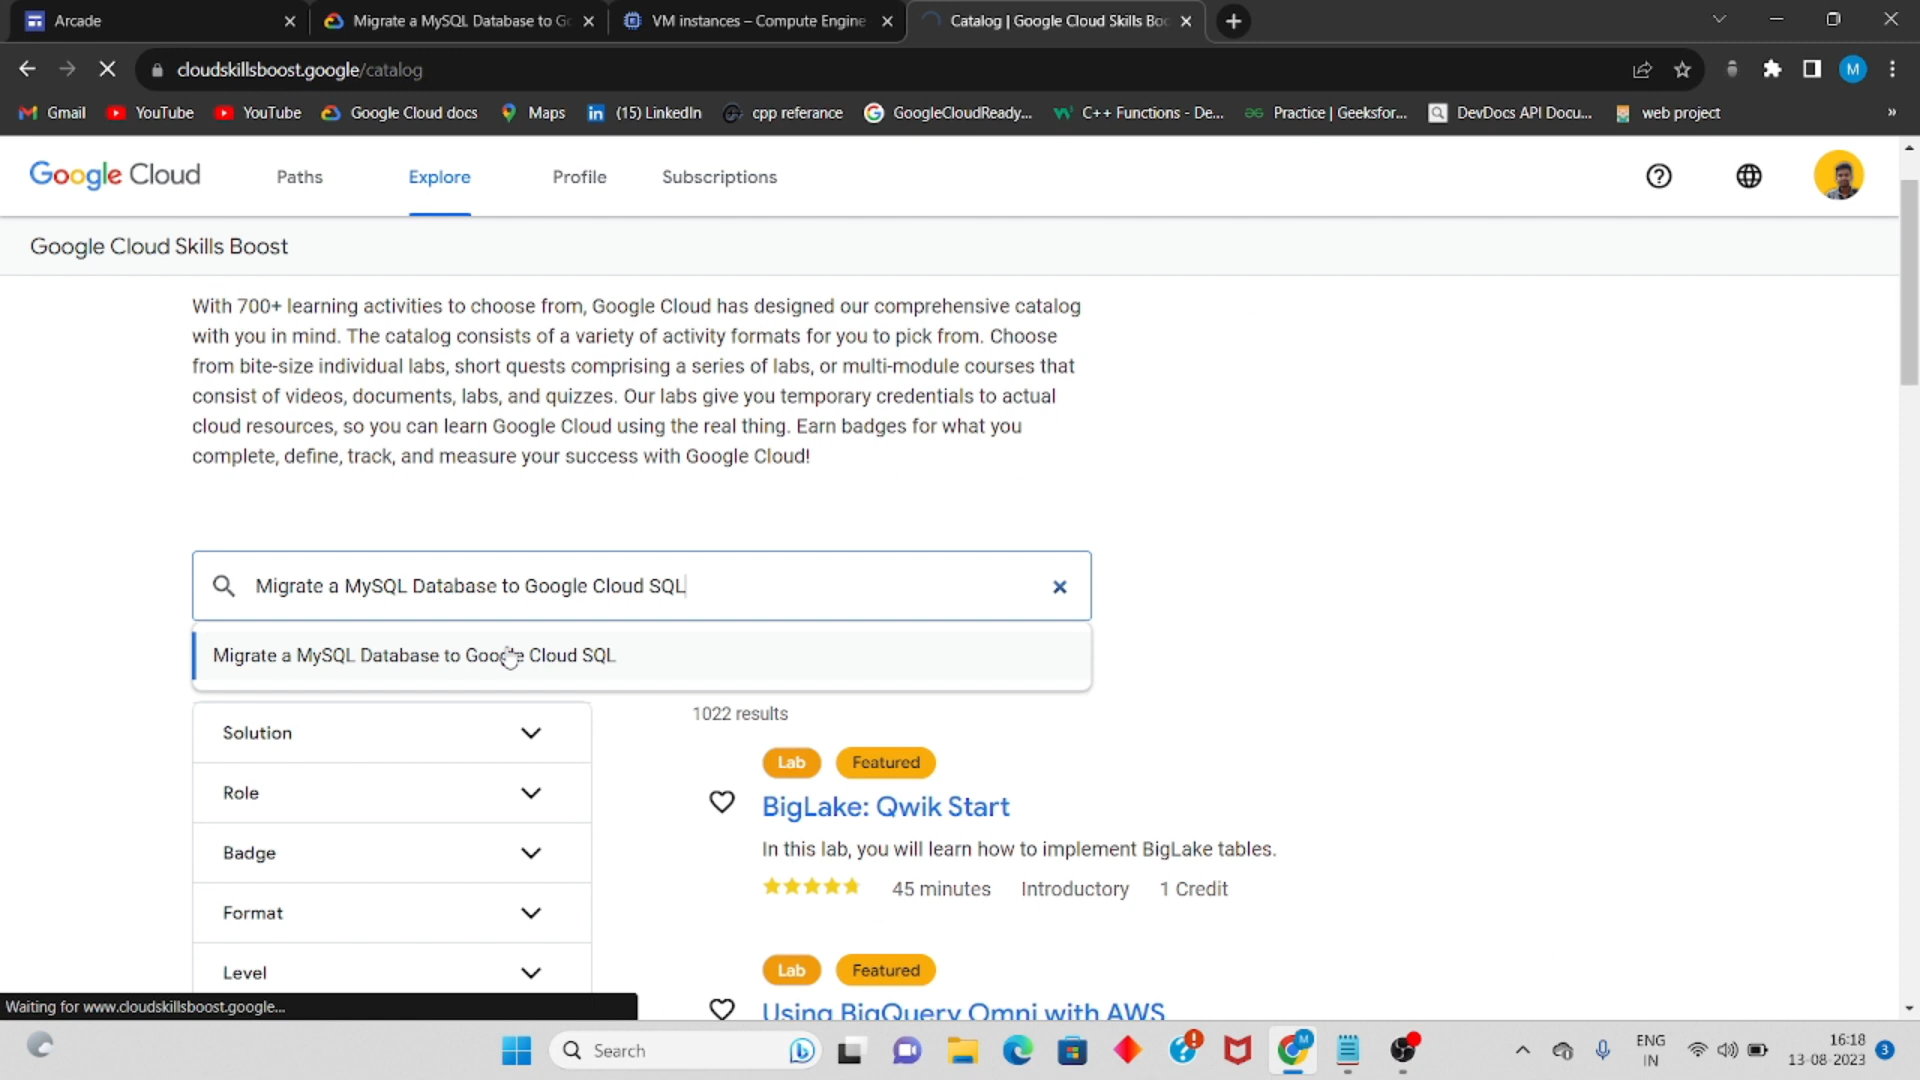 Arcade
Migrate a MySQL Database to Go
VM instances – Compute Engine
Catalog | Google Cloud Skills Boo
cloudskillsboost.google/catalog
M
Gmail
YouTube
YouTube
Google Cloud docs
Maps
(15) LinkedIn
cpp referance
GoogleCloudReady...
C++ Functions - De...
Practice | Geeksfor...
DevDocs API Docu...
web project
»
Google Cloud
Paths
Explore
Profile
Subscriptions
Google Cloud Skills Boost
With 700+ learning activities to choose from, Google Cloud has designed our comprehensive catalog
with you in mind. The catalog consists of a variety of activity formats for you to pick from. Choose
from bite-size individual labs, short quests comprising a series of labs, or multi-module courses that
consist of videos, documents, labs, and quizzes. Our labs give you temporary credentials to actual
cloud resources, so you can learn Google Cloud using the real thing. Earn badges for what you
complete, define, track, and measure your success with Google Cloud!
Migrate a MySQL Database to Google Cloud SQL
Migrate a MySQL Database to Google Cloud SQL
1022 results
Solution
Role
Badge
Format
Level
Lab
Featured
BigLake: Qwik Start
In this lab, you will learn how to implement BigLake tables.
45 minutes
Introductory
1 Credit
Lab
Featured
Using BigQuery Omni with AWS
Waiting for www.cloudskillsboost.google...
Search
M
ENG
IN
16:18
13-08-2023
3